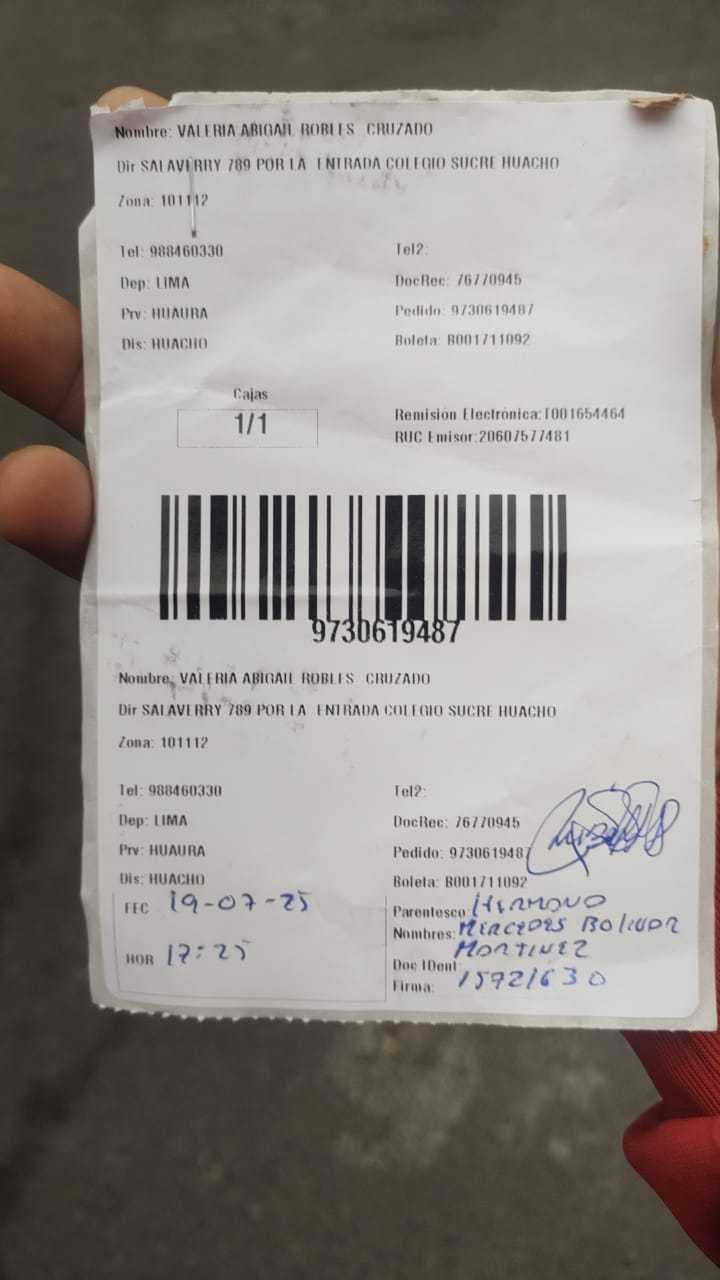 Nombre: VALERIA ABIGAIL ROBLES CRUZADO
Dir SALAVERRY 789 POR LA ENTRADA COLEGIO SUCRE HUACHO
Zona: 101112
Tel: 988460330 Tel2:
Dep: LIMA DocRec: 76770945
Prv: HUAURA Pedido: 9730619487
Dis: HUACHO Boleta: B001711092
Cajas
1/1
Remisión Electrónica: T001654464
RUC Emisor: 20607577481
9730619487
Nombre: VALERIA ABIGAIL ROBLES CRUZADO
Dir SALAVERRY 789 POR LA ENTRADA COLEGIO SUCRE HUACHO
Zona: 101112
Tel: 988460330 Tel2:
Dep: LIMA DocRec: 76770945
Prv: HUAURA Pedido: 9730619487
Dis: HUACHO Boleta: B001711092
FEC 19-07-25 Parentesco: HERMANO
Nombres: MERCEDES BOLIVAR
MARTINEZ
HOR 17:25 Doc IDent:
Firma: 15721630